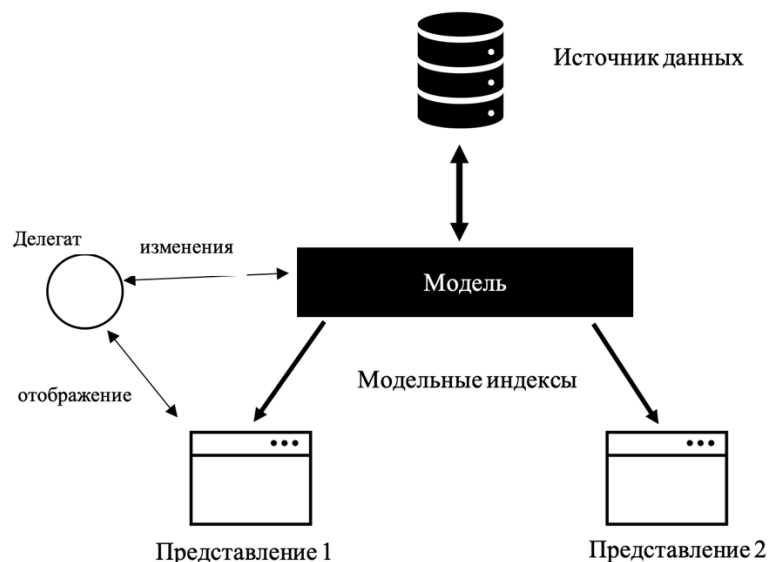 Источник данных
Делегат
изменения
Модель
Модельные индексы
отображение
Представление 1
Представление 2